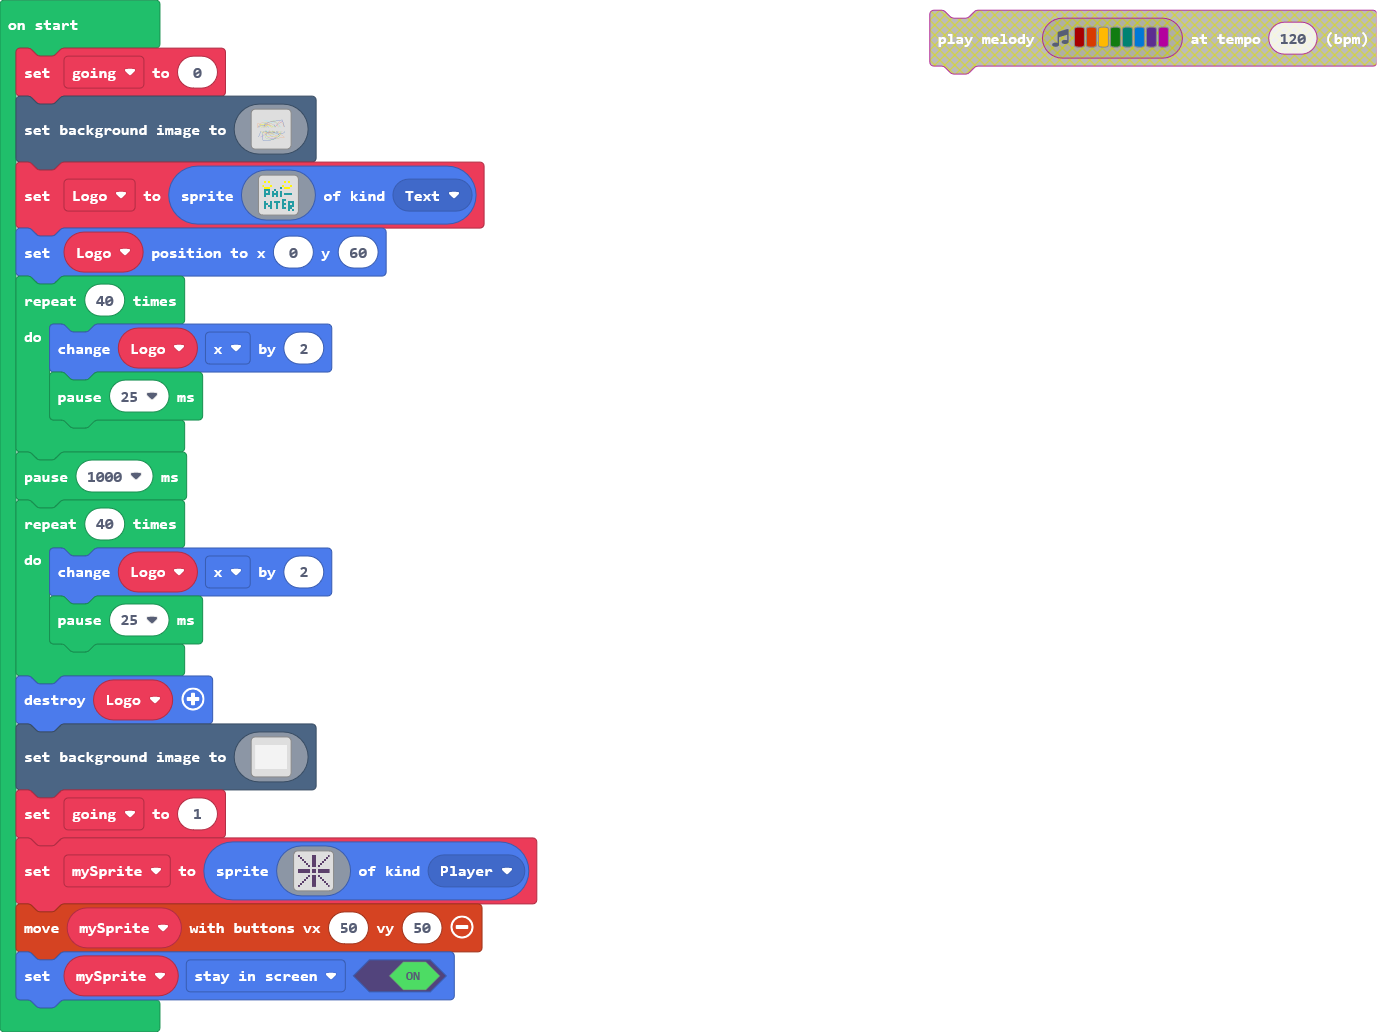 on start
set going to 0
set background image to
set Logo to sprite PAI- NTER of kind Text
set Logo position to x 0 y 60
repeat 40 times
do change Logo x by 2
pause 25 ms
pause 1000 ms
repeat 40 times
do change Logo x by 2
pause 25 ms
destroy Logo
set background image to
set going to 1
set mySprite to sprite of kind Player
move mySprite with buttons vx 50 vy 50
set mySprite stay in screen ON
play melody at tempo 120 (bpm)